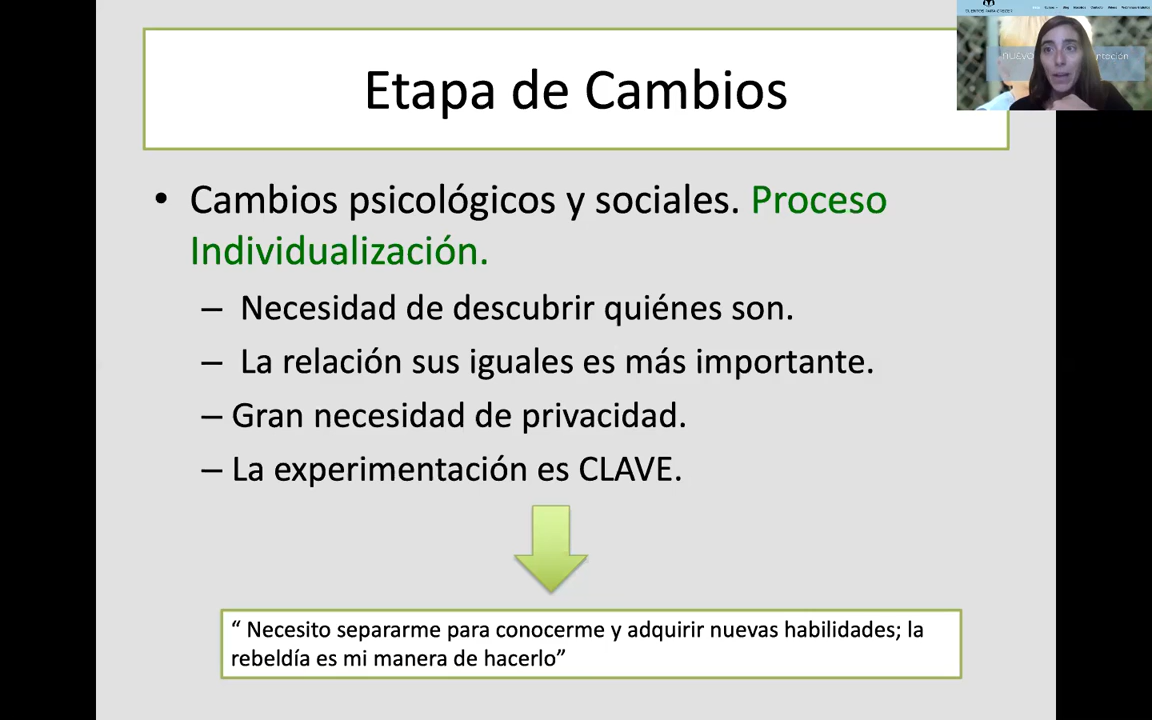 Etapa de Cambios
• Cambios psicológicos y sociales. Proceso
Individualización.
– Necesidad de descubrir quiénes son.
– La relación sus iguales es más importante.
– Gran necesidad de privacidad.
– La experimentación es CLAVE.
“ Necesito separarme para conocerme y adquirir nuevas habilidades; la
rebeldía es mi manera de hacerlo”